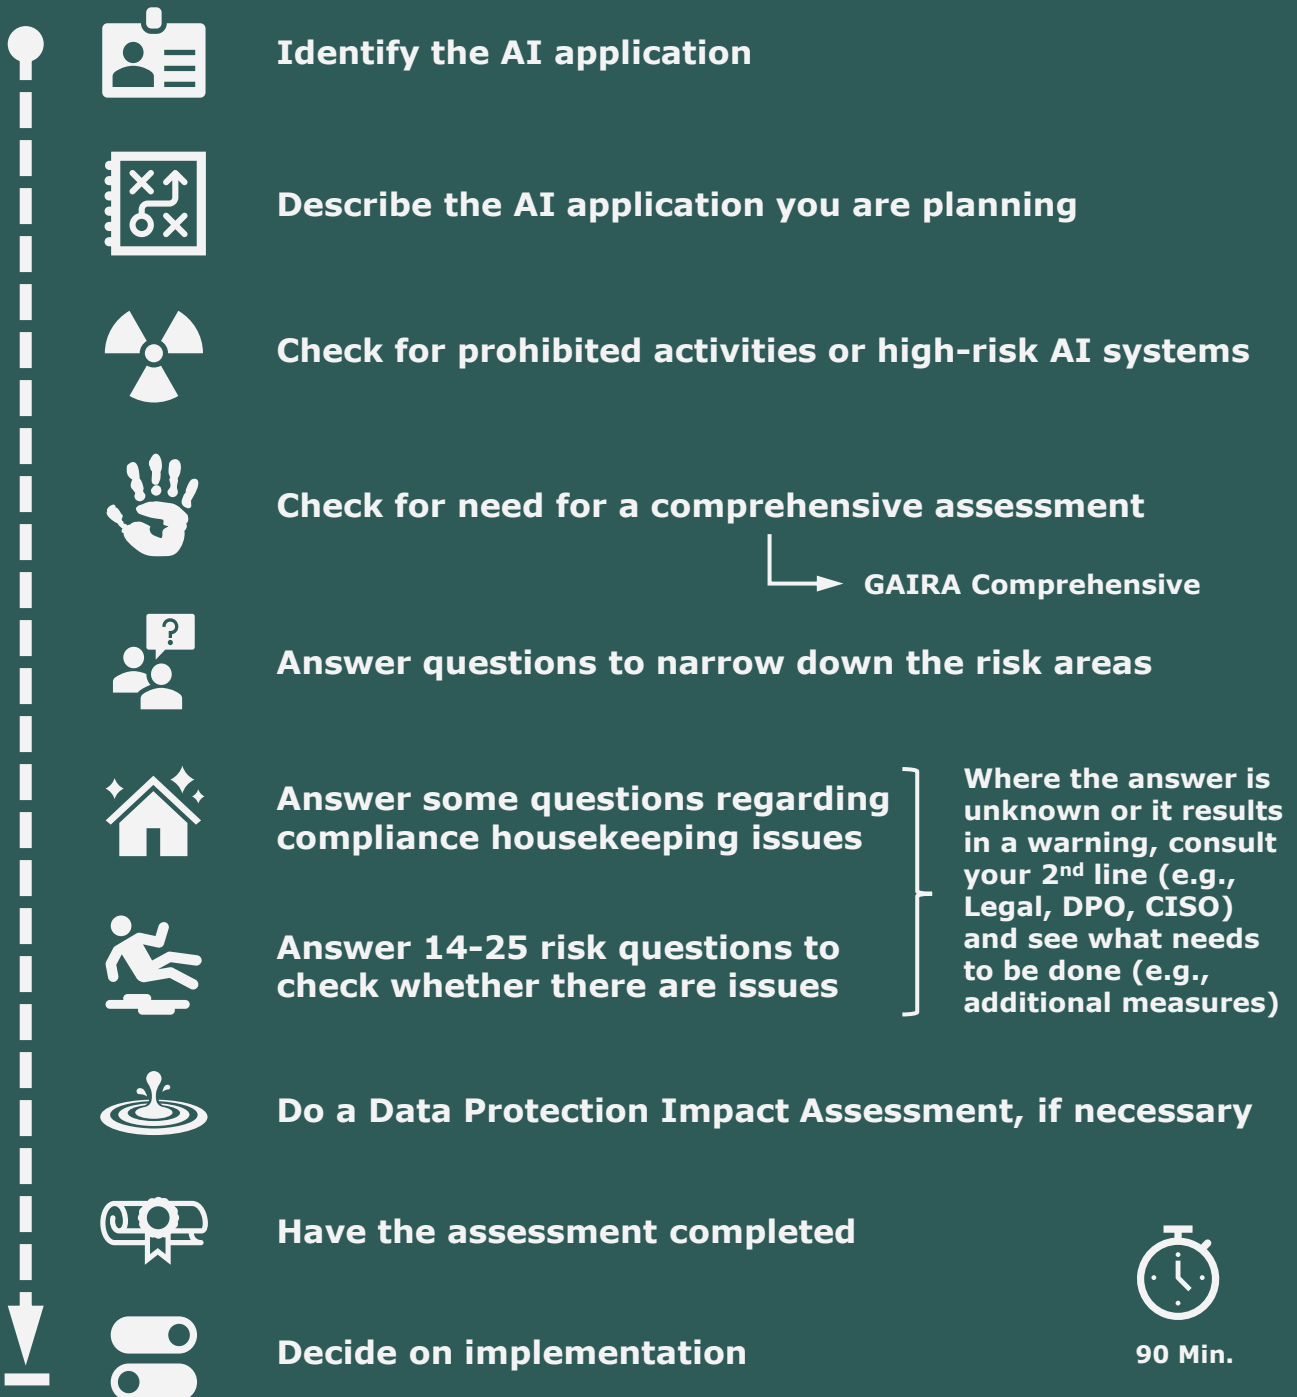 Identify the AI application
Describe the AI application you are planning
Check for prohibited activities or high-risk AI systems
Check for need for a comprehensive assessment
GAIRA Comprehensive
?
Answer questions to narrow down the risk areas
Answer some questions regarding
compliance housekeeping issues
Answer 14-25 risk questions to
check whether there are issues
Where the answer is
unknown or it results
in a warning, consult
your 2nd line (e.g.,
Legal, DPO, CISO)
and see what needs
to be done (e.g.,
additional measures)
Do a Data Protection Impact Assessment, if necessary
Have the assessment completed
Decide on implementation
90 Min.